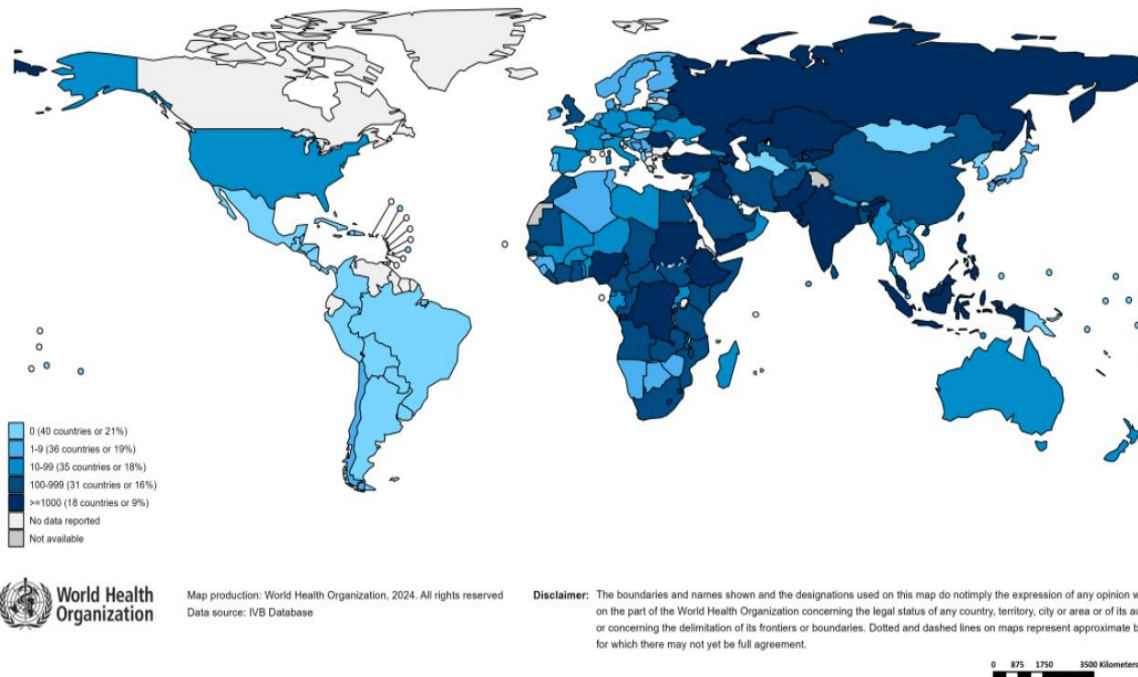 0 (40 countries or 21%)
1-9 (36 countries or 19%)
10-99 (35 countries or 18%)
100-999 (31 countries or 16%)
>=1000 (18 countries or 9%)
No data reported
Not available
World Health
Organization
Map production: World Health Organization, 2024. All rights reserved
Data source: IVB Database
Disclaimer: The boundaries and names shown and the designations used on this map do notimply the expression of any opinion w
on the part of the World Health Organization concerning the legal status of any country, territory, city or area or of its au
or concerning the delimitation of its frontiers or boundaries. Dotted and dashed lines on maps represent approximate b
for which there may not yet be full agreement.
0 875 1750 3500 Kilometers